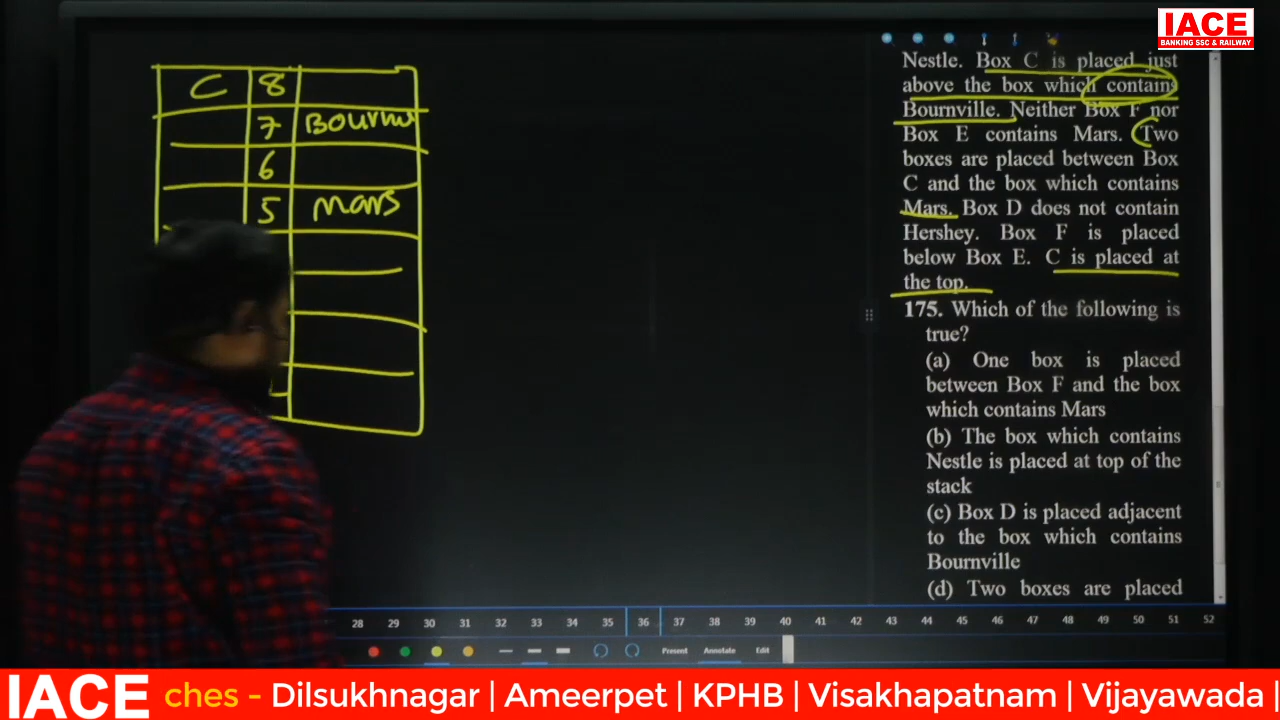 IACE
BANKING SSC & RAILWAY
Nestle. Box C is placed just
above the box which contains
Bournville. Neither Box F nor
Box E contains Mars. Two
boxes are placed between Box
C and the box which contains
Mars. Box D does not contain
Hershey. Box F is placed
below Box E. C is placed at
the top.
175. Which of the following is
true?
(a) One box is placed
between Box F and the box
which contains Mars
(b) The box which contains
Nestle is placed at top of the
stack
(c) Box D is placed adjacent
to the box which contains
Bournville
(d) Two boxes are placed
C 8
7 Bournv
6
5 Mars
28 29 30 31 32 33 34 35 36 37 38 39 40 41 42 43 44 45 46 47 48 49 50 51 52
Present Annotate Edit
IACE ches - Dilsukhnagar | Ameerpet | KPHB | Visakhapatnam | Vijayawada |